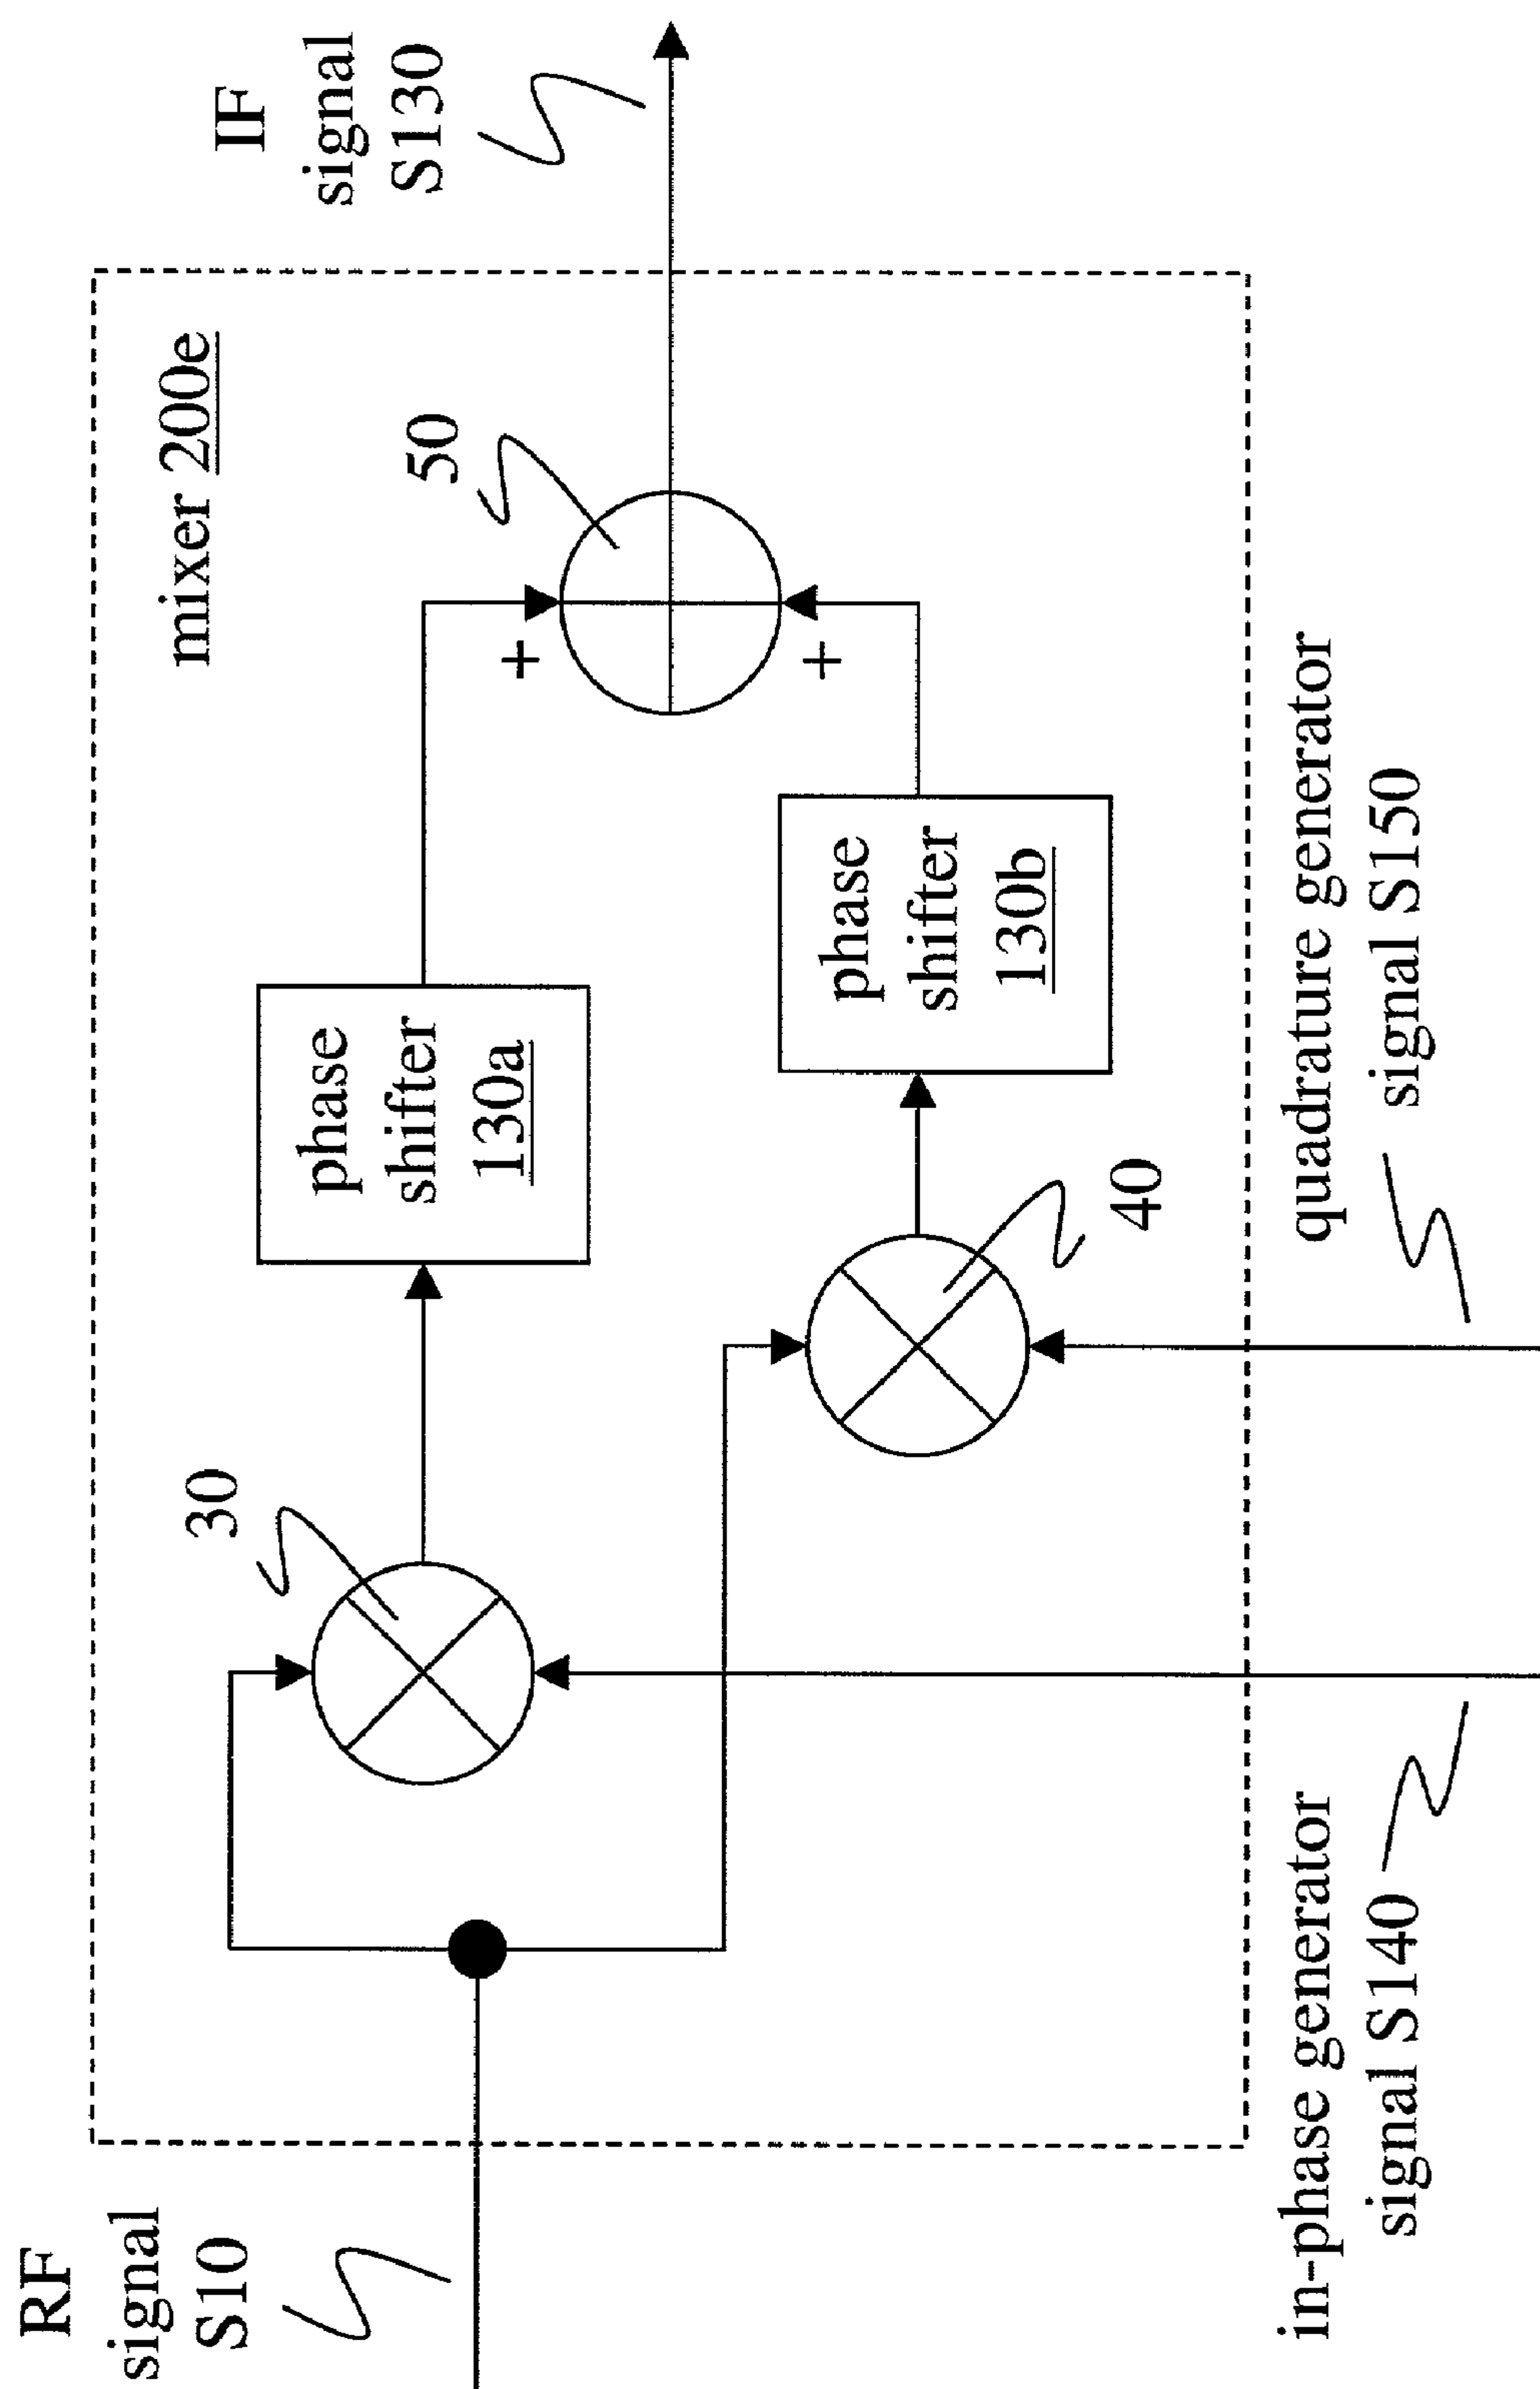 RF
signal
S10
IF
signal
S130
mixer 200e
30
phase
shifter
130a
50
+
+
40
phase
shifter
130b
in-phase generator
signal S140
quadrature generator
signal S150